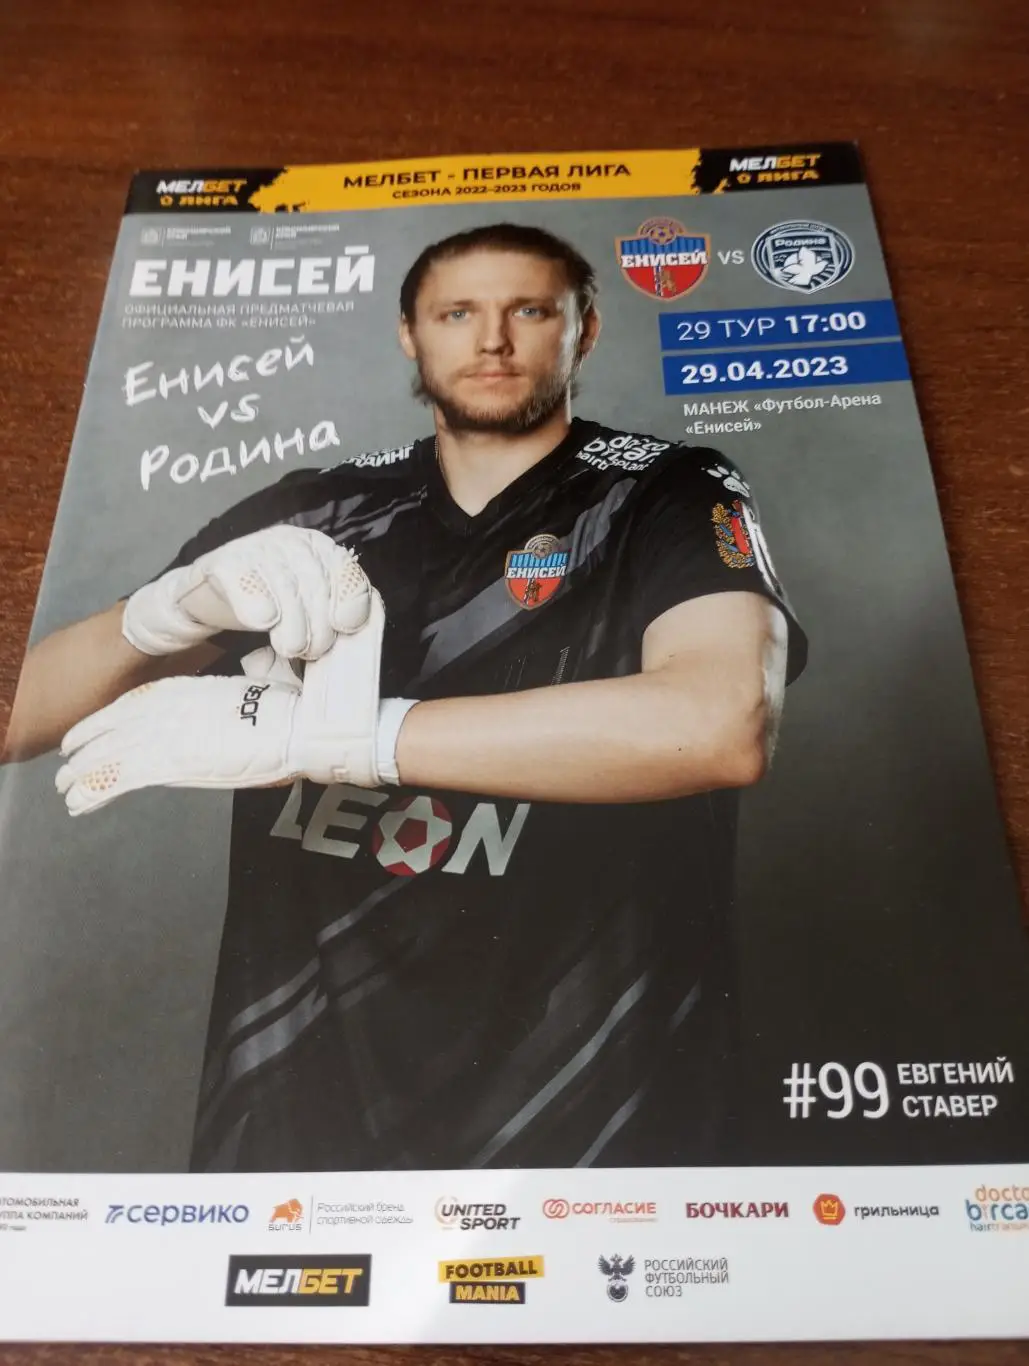 МЕЛБЕТ - ПЕРВАЯ ЛИГА
СЕЗОНА 2022-2023 ГОДОВ
МЕЛБЕТ
ЛИГА
МЕЛБЕТ
ЛИГА
ЕНИСЕЙ
ОФИЦИАЛЬНАЯ ПРЕДМАТЧЕВАЯ
ПРОГРАММА ФК «ЕНИСЕЙ»
Енисей
vs
Родина
ЕНИСЕЙ
VS
Родина
29 ТУР 17:00
29.04.2023
МАНЕЖ «Футбол-Арена
«Енисей»
ЕНИСЕЙ
JÖGEL
LEON
#99
ЕВГЕНИЙ
СТАВЕР
СЕРВИКО
SURUS
Российский бренд
спортивной одежды
UNITED
SPORT
СОГЛАСИЕ
БОЧКАРИ
ГРИЛЬНИЦА
МЕЛБЕТ
FOOTBALL
MANIA
РОССИЙСКИЙ
ФУТБОЛЬНЫЙ
СОЮЗ